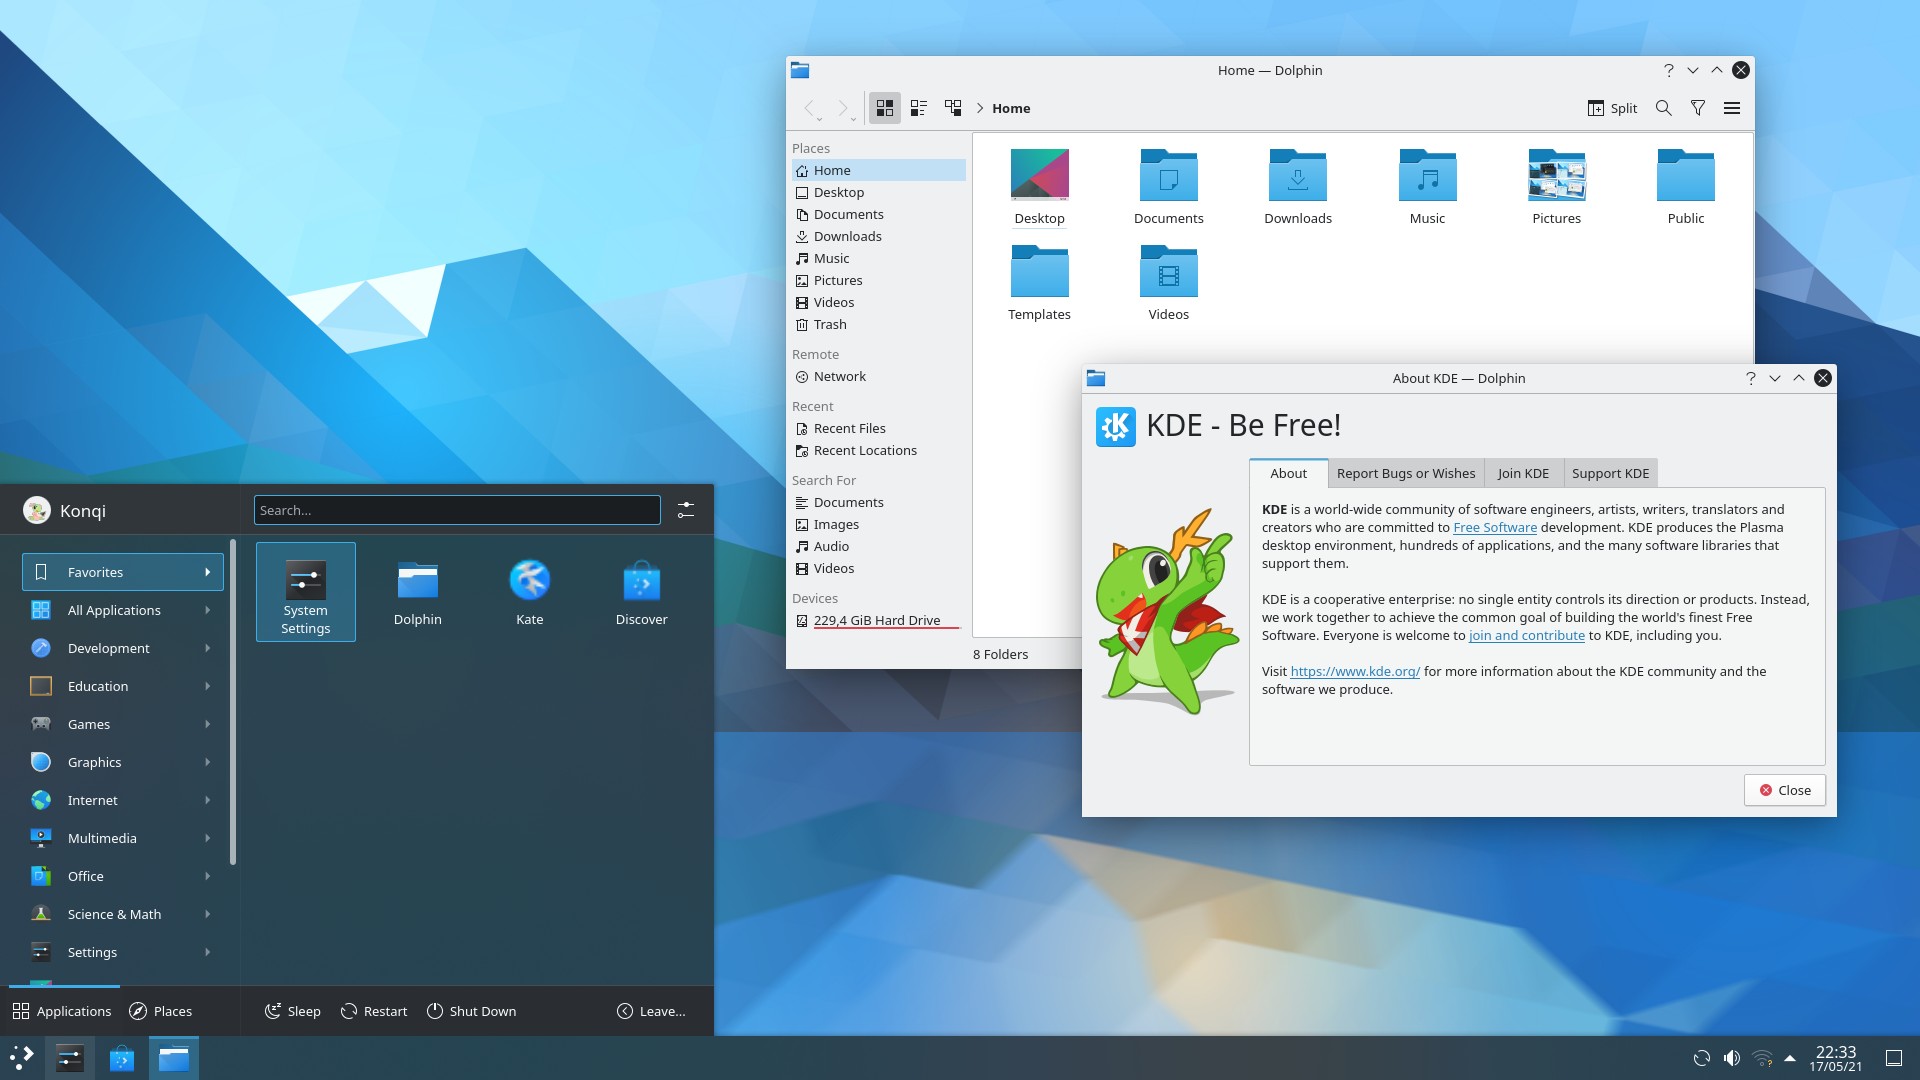 Home — Dolphin
Home
Split
Places
Home
Desktop
Documents
Downloads
Music
Pictures
Videos
Trash
Remote
Network
Recent
Recent Files
Recent Locations
Search For
Documents
Images
Audio
Videos
Devices
229,4 GiB Hard Drive
Desktop
Documents
Downloads
Music
Pictures
Public
Templates
Videos
8 Folders
About KDE — Dolphin
KDE - Be Free!
About
Report Bugs or Wishes
Join KDE
Support KDE
KDE is a world-wide community of software engineers, artists, writers, translators and
creators who are committed to Free Software development. KDE produces the Plasma
desktop environment, hundreds of applications, and the many software libraries that
support them.
KDE is a cooperative enterprise: no single entity controls its direction or products. Instead,
we work together to achieve the common goal of building the world's finest Free
Software. Everyone is welcome to join and contribute to KDE, including you.
Visit https://www.kde.org/ for more information about the KDE community and the
software we produce.
Close
Konqi
Search...
Favorites
All Applications
Development
Education
Games
Graphics
Internet
Multimedia
Office
Science & Math
Settings
System
Settings
Dolphin
Kate
Discover
Applications
Places
Sleep
Restart
Shut Down
Leave...
22:33
17/05/21